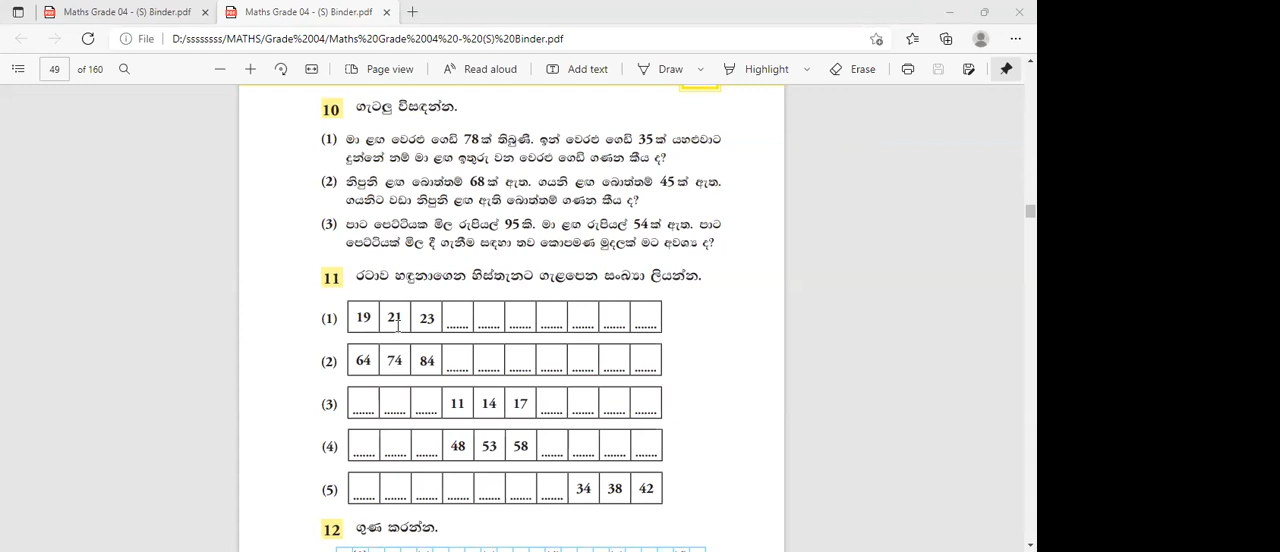 Maths Grade 04 - (S) Binder.pdf
Maths Grade 04 - (S) Binder.pdf
File D:/ssssssss/MATHS/Grade%2004/Maths%20Grade%2004%20-%20(S)%20Binder.pdf
49 of 160 Page view Read aloud Add text Draw Highlight Erase
10 ගැටලු විසඳන්න.
(1) මා ළඟ වෙරළු ගෙඩි 78ක් තිබුණි. ඉන් වෙරළු ගෙඩි 35ක් යහළුවාට
දුන්නේ නම් මා ළඟ ඉතුරු වන වෙරළු ගෙඩි ගණන කීය ද?
(2) නිපුනි ළඟ බොත්තම් 68ක් ඇත. ගයනි ළඟ බොත්තම් 45ක් ඇත.
ගයනිට වඩා නිපුනි ළඟ ඇති බොත්තම් ගණන කීය ද?
(3) පාට පෙට්ටියක මිල රුපියල් 95කි. මා ළඟ රුපියල් 54ක් ඇත. පාට
පෙට්ටියක් මිල දී ගැනීම සඳහා තව කොපමණ මුදලක් මට අවශ්‍ය ද?
11 රටාව හඳුනාගෙන හිස්තැනට ගැළපෙන සංඛ්‍යා ලියන්න.
(1) 19 21 23 ....... ....... ....... ....... ....... ....... .......
(2) 64 74 84 ....... ....... ....... ....... ....... ....... .......
(3) ....... ....... ....... 11 14 17 ....... ....... ....... .......
(4) ....... ....... ....... 48 53 58 ....... ....... ....... .......
(5) ....... ....... ....... ....... ....... ....... ....... 34 38 42
12 ගුණ කරන්න.